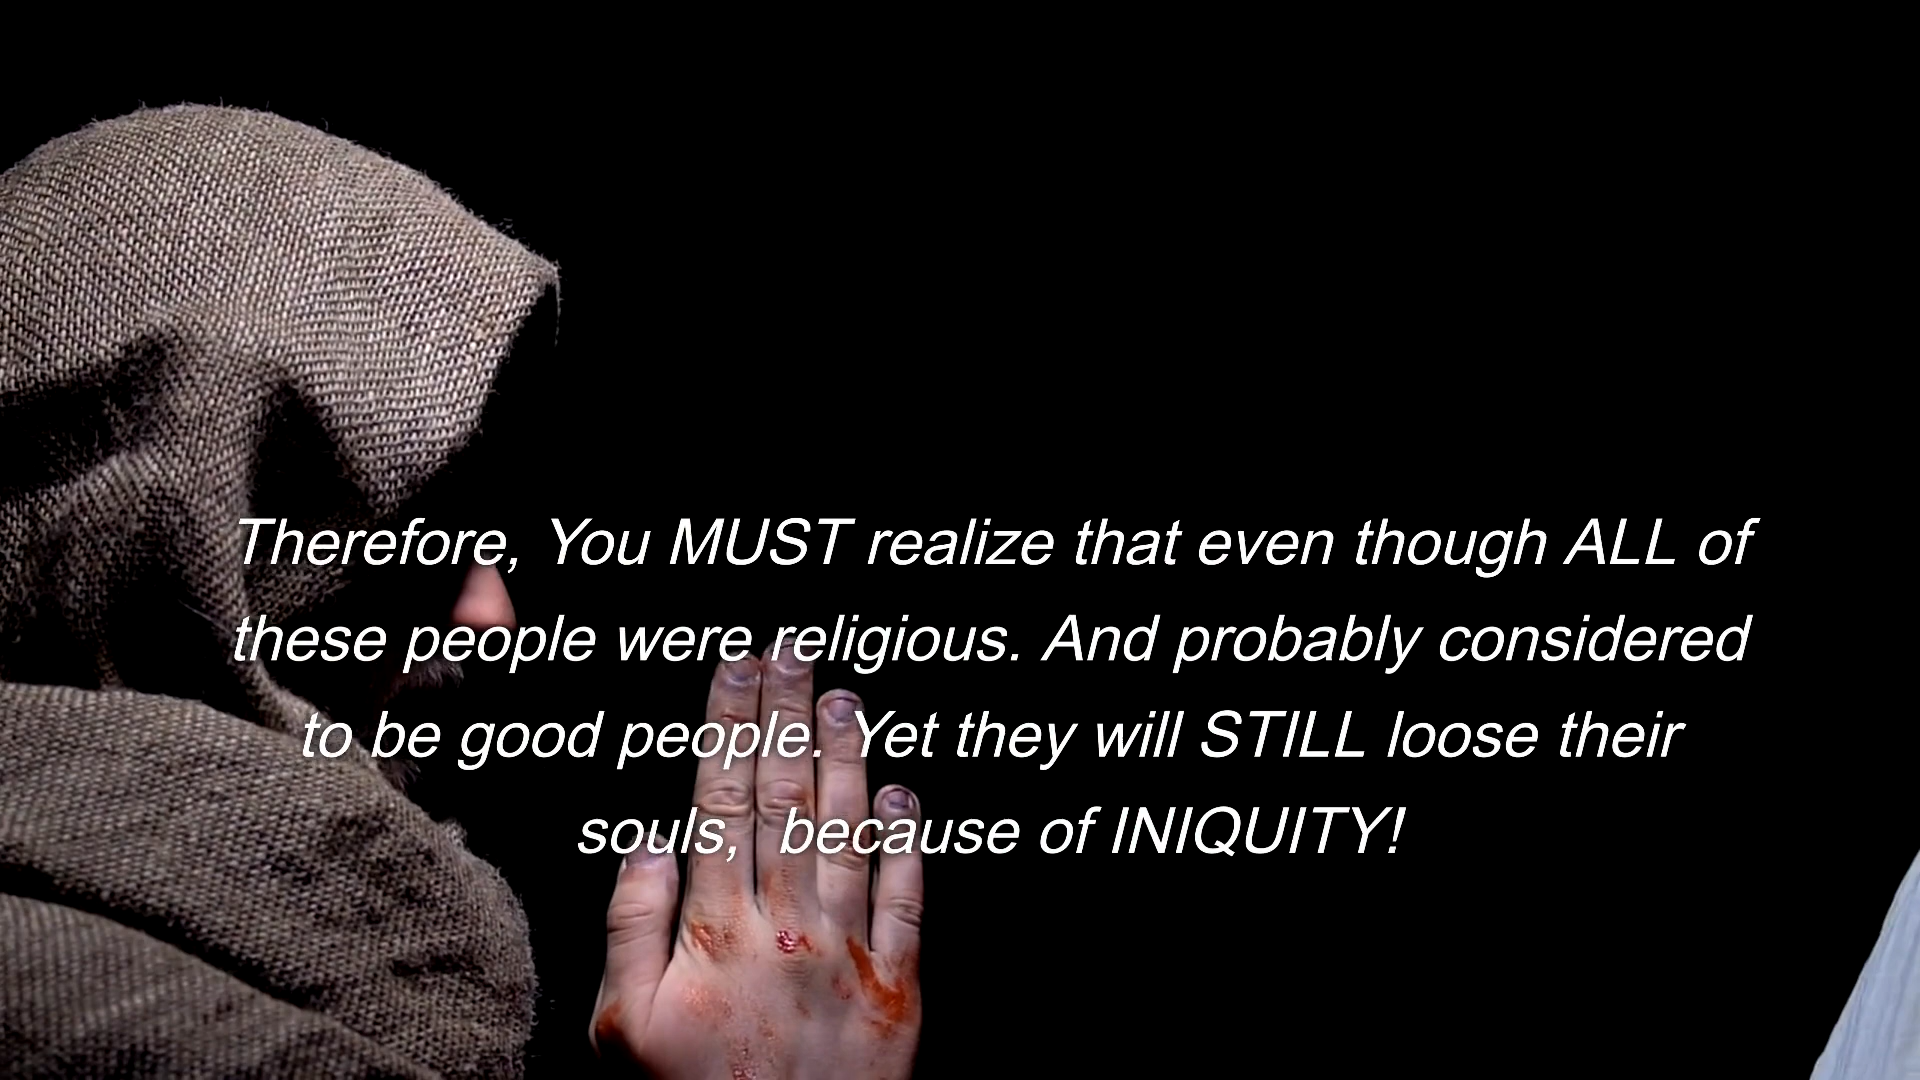 Therefore, You MUST realize that even though ALL of
these people were religious. And probably considered
to be good people. Yet they will STILL loose their
souls,  because of INIQUITY!